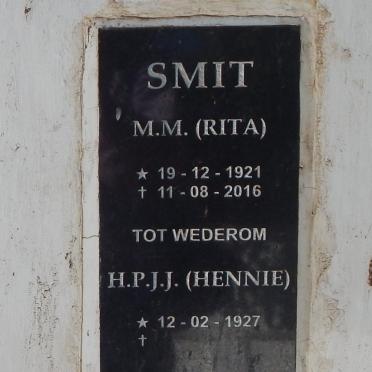 SMIT
M.M. (RITA)
★ 19 - 12 - 1921
† 11 - 08 - 2016
TOT WEDEROM
H.P.J.J. (HENNIE)
★ 12 - 02 - 1927
†